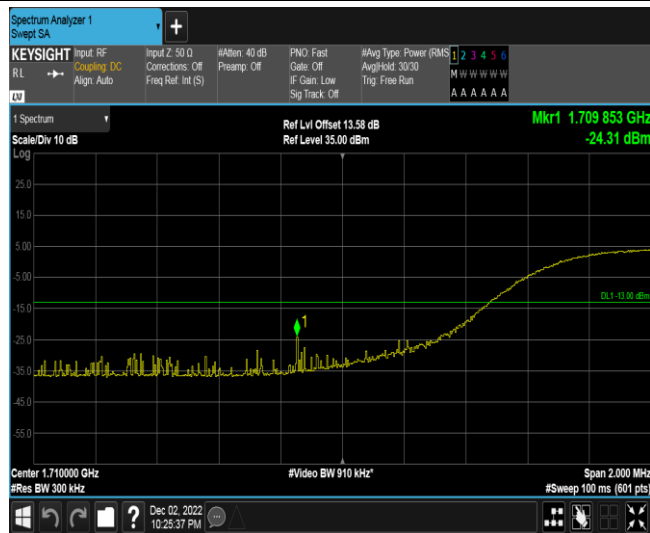 Spectrum Analyzer 1
Swept SA
KEYSIGHT
RL
LXI
Input: RF
Coupling: DC
Align: Auto
Input Z: 50 Ω
Corrections: Off
Freq Ref: Int (S)
#Atten: 40 dB
Preamp: Off
PNO: Fast
Gate: Off
IF Gain: Low
Sig Track: Off
#Avg Type: Power (RMS
Avg|Hold: 30/30
Trig: Free Run
1 2 3 4 5 6
M W W W W W
A A A A A A
1 Spectrum
Scale/Div 10 dB
Log
Ref Lvl Offset 13.58 dB
Ref Level 35.00 dBm
Mkr1 1.709 853 GHz
-24.31 dBm
25.0
15.0
5.00
-5.00
DL1 -13.00 dBm
-15.0
1
-25.0
-35.0
-45.0
-55.0
Center 1.710000 GHz
#Video BW 910 kHz*
Span 2.000 MHz
#Res BW 300 kHz
#Sweep 100 ms (601 pts)
?
Dec 02, 2022
10:25:37 PM